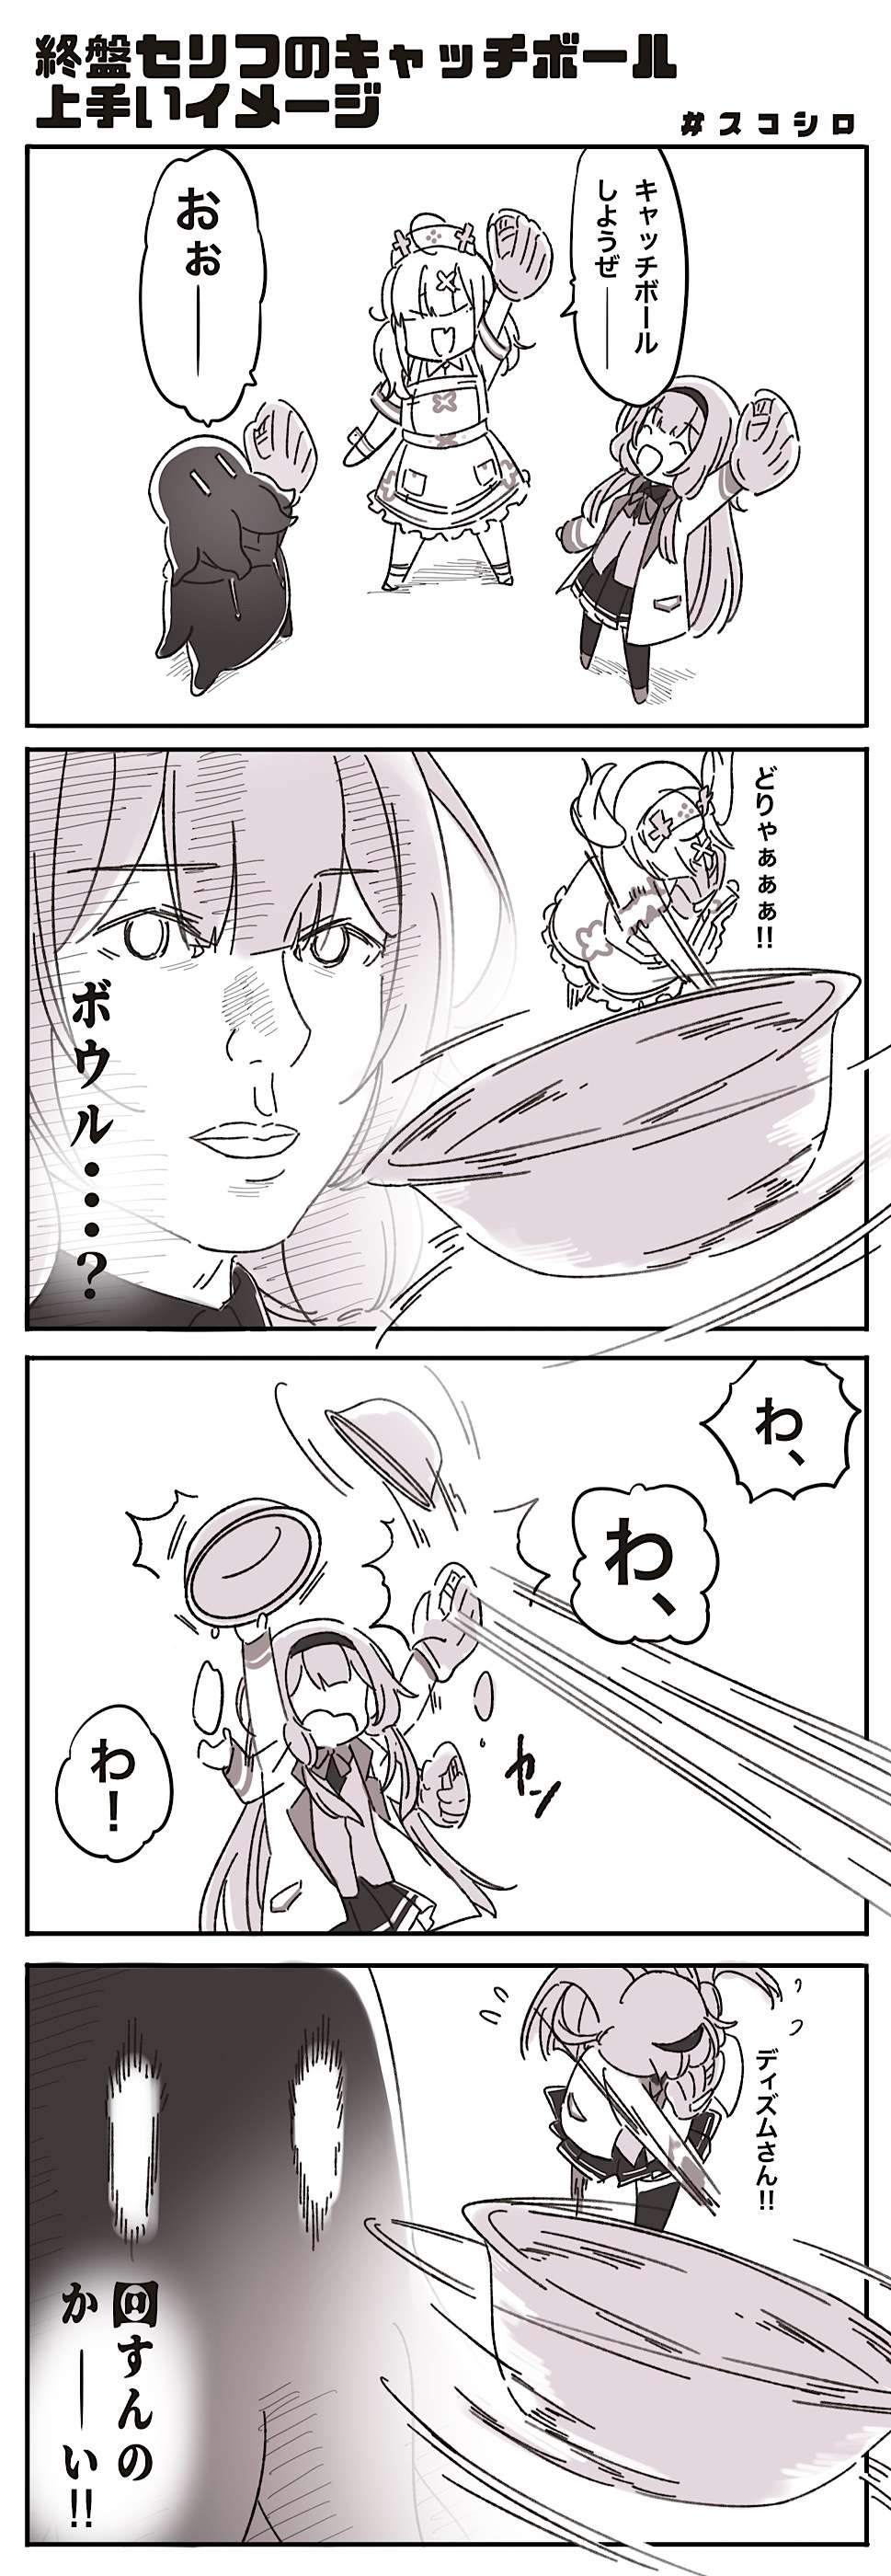 終盤セリフのキャッチボール
上手いイメージ
#スコシロ
キャッチボール
しようぜ――
おぉ――
どりゃぁぁぁ!!
ボウル・・・?
わ、
わ、
わ!
ヤン
ディズムさん!!
回すんの
かーい!!